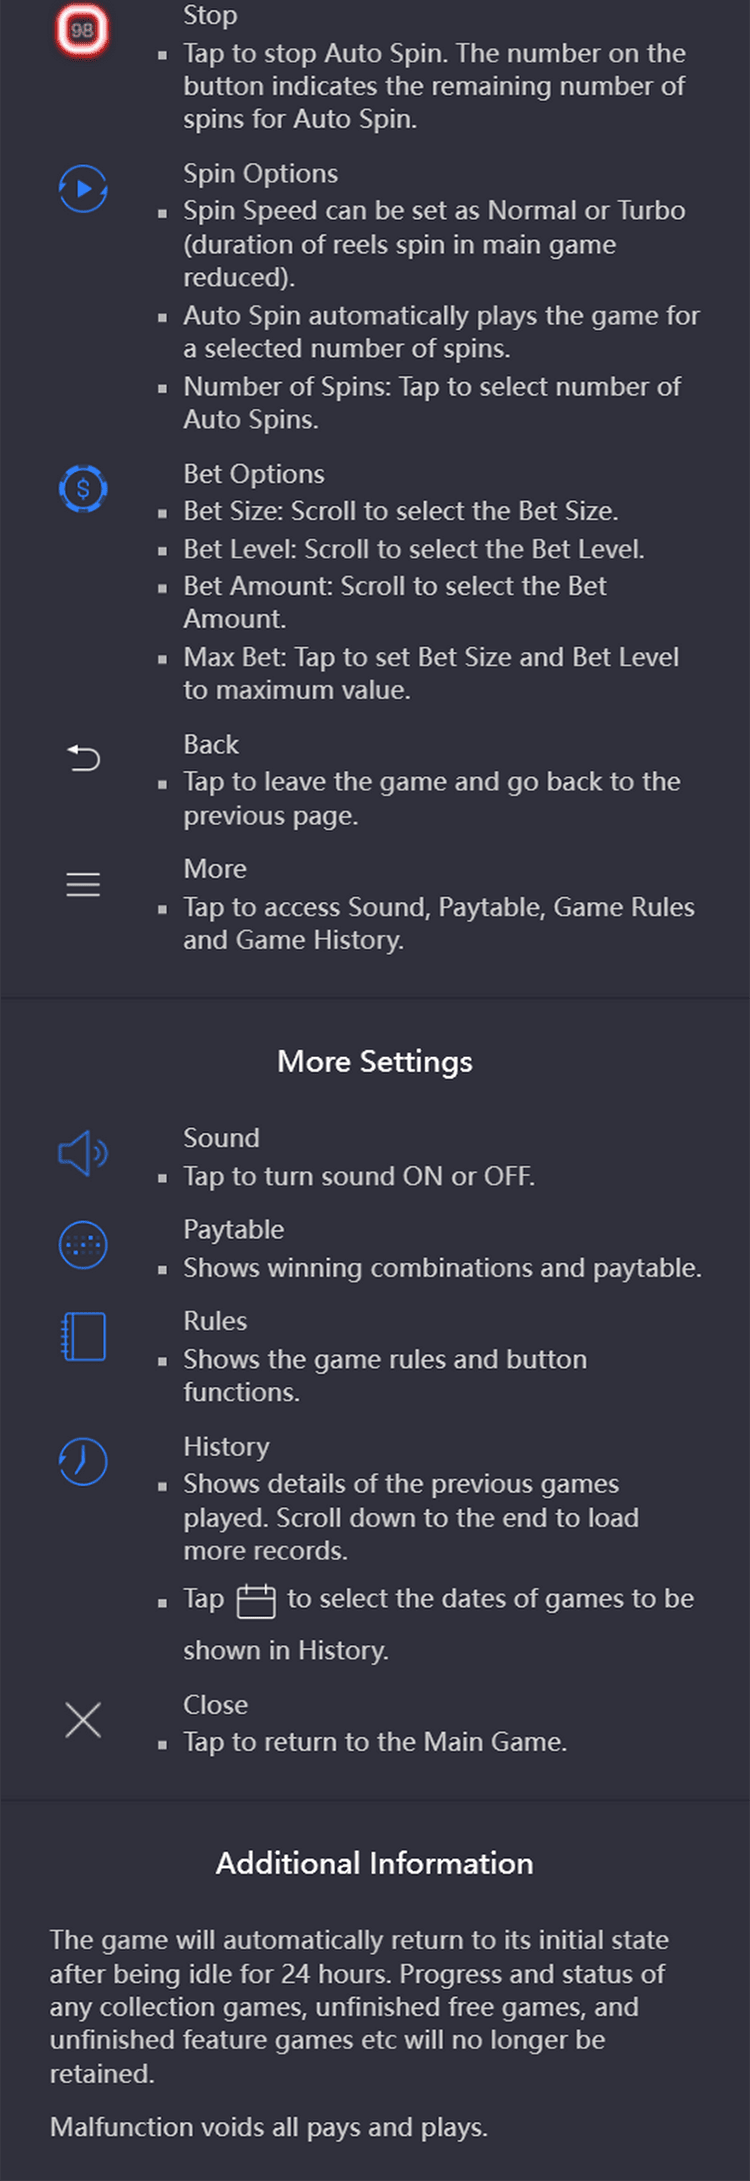 98
Stop
▪ Tap to stop Auto Spin. The number on the
button indicates the remaining number of
spins for Auto Spin.
Spin Options
▪ Spin Speed can be set as Normal or Turbo
(duration of reels spin in main game
reduced).
▪ Auto Spin automatically plays the game for
a selected number of spins.
▪ Number of Spins: Tap to select number of
Auto Spins.
$
Bet Options
▪ Bet Size: Scroll to select the Bet Size.
▪ Bet Level: Scroll to select the Bet Level.
▪ Bet Amount: Scroll to select the Bet
Amount.
▪ Max Bet: Tap to set Bet Size and Bet Level
to maximum value.
Back
▪ Tap to leave the game and go back to the
previous page.
More
▪ Tap to access Sound, Paytable, Game Rules
and Game History.
More Settings
Sound
▪ Tap to turn sound ON or OFF.
Paytable
▪ Shows winning combinations and paytable.
Rules
▪ Shows the game rules and button
functions.
History
▪ Shows details of the previous games
played. Scroll down to the end to load
more records.
▪ Tap to select the dates of games to be
shown in History.
Close
▪ Tap to return to the Main Game.
Additional Information
The game will automatically return to its initial state
after being idle for 24 hours. Progress and status of
any collection games, unfinished free games, and
unfinished feature games etc will no longer be
retained.
Malfunction voids all pays and plays.